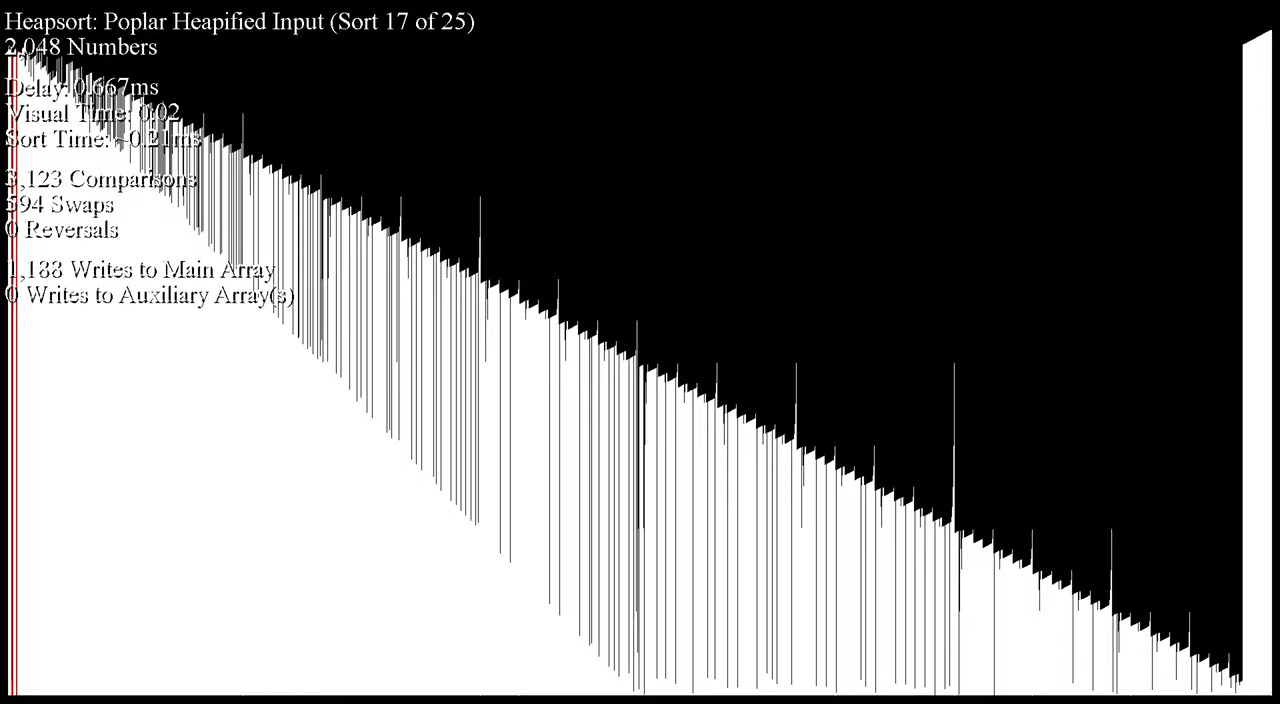 Heapsort: Poplar Heapified Input (Sort 17 of 25)
2,048 Numbers
Delay: 0.667ms
Visual Time: 0:02
Sort Time: ~0.21ms
3,123 Comparisons
594 Swaps
0 Reversals
1,188 Writes to Main Array
0 Writes to Auxiliary Array(s)